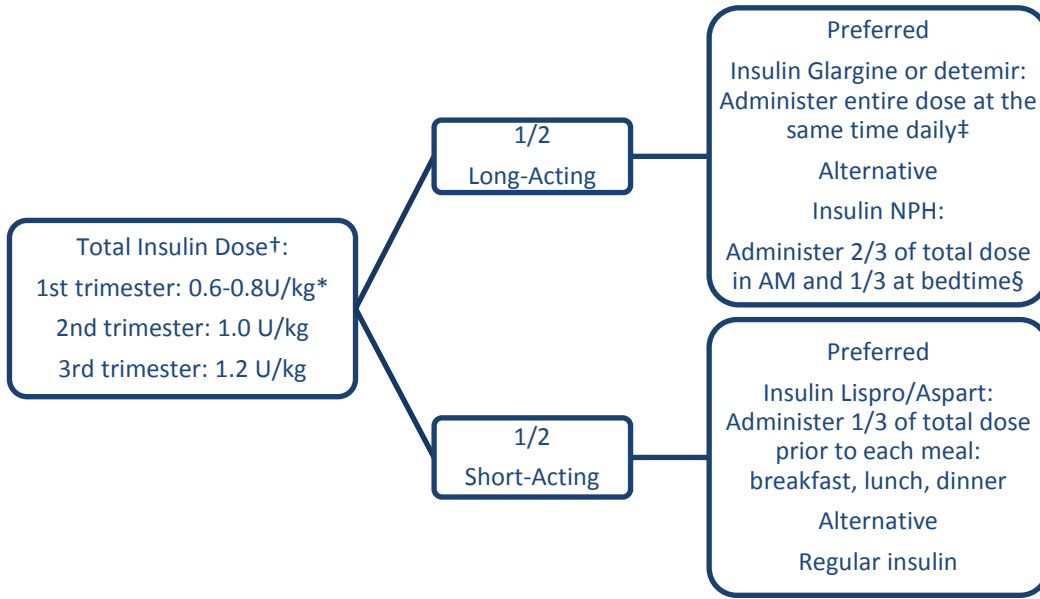 Total Insulin Dose†:
1st trimester: 0.6-0.8U/kg*
2nd trimester: 1.0 U/kg
3rd trimester: 1.2 U/kg
1/2
Long-Acting
Preferred
Insulin Glargine or detemir:
Administer entire dose at the
same time daily‡
Alternative
Insulin NPH:
Administer 2/3 of total dose
in AM and 1/3 at bedtime§
1/2
Short-Acting
Preferred
Insulin Lispro/Aspart:
Administer 1/3 of total dose
prior to each meal:
breakfast, lunch, dinner
Alternative
Regular insulin